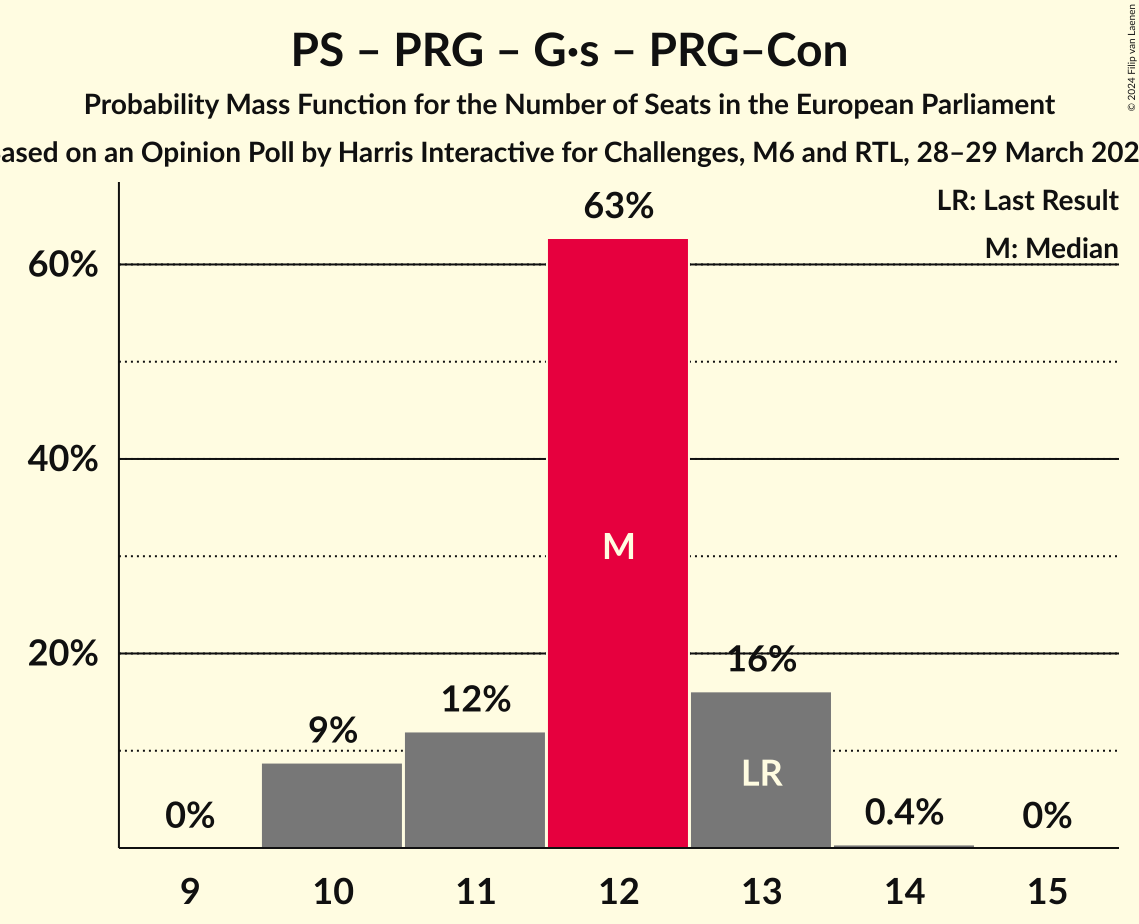 PS – PRG – G·s – PRG–Con
Probability Mass Function for the Number of Seats in the European Parliament
ased on an Opinion Poll by Harris Interactive for Challenges, M6 and RTL, 28–29 March 202
© 2024 Filip van Laenen
LR: Last Result
M: Median
63%
60%
40%
M
20%
16%
12%
9%
LR
0%
0.4%
0%
9
10
11
12
13
14
15